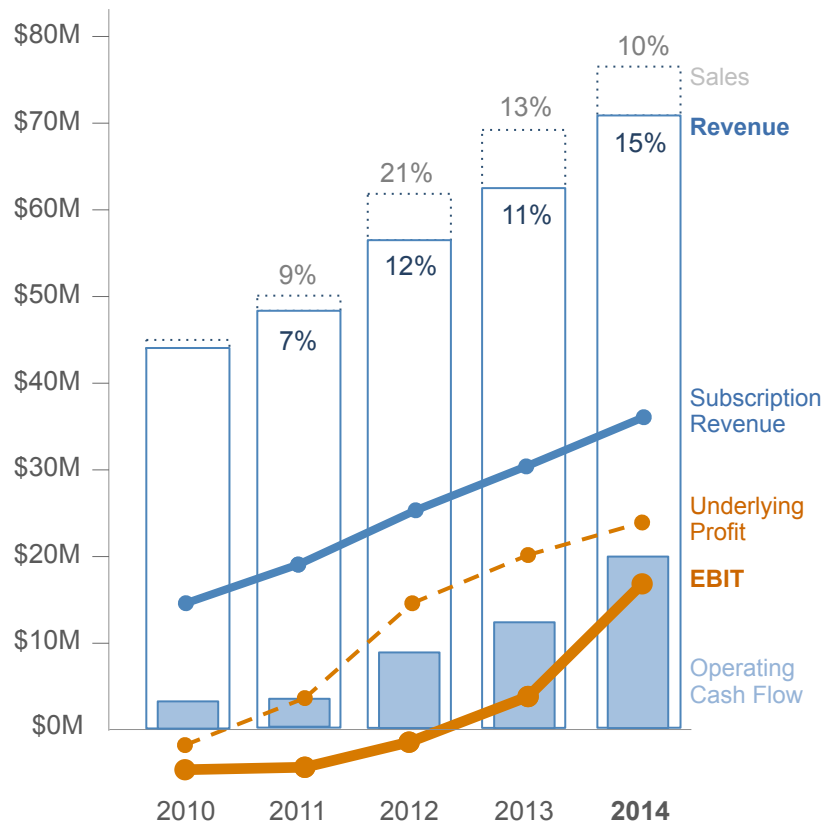 $80M
$70M
$60M
$50M
$40M
$30M
$20M
$10M
$0M
9%
21%
13%
10%
7%
12%
11%
15%
Sales
Revenue
Subscription
Revenue
Underlying
Profit
EBIT
Operating
Cash Flow
2010 2011 2012 2013 2014